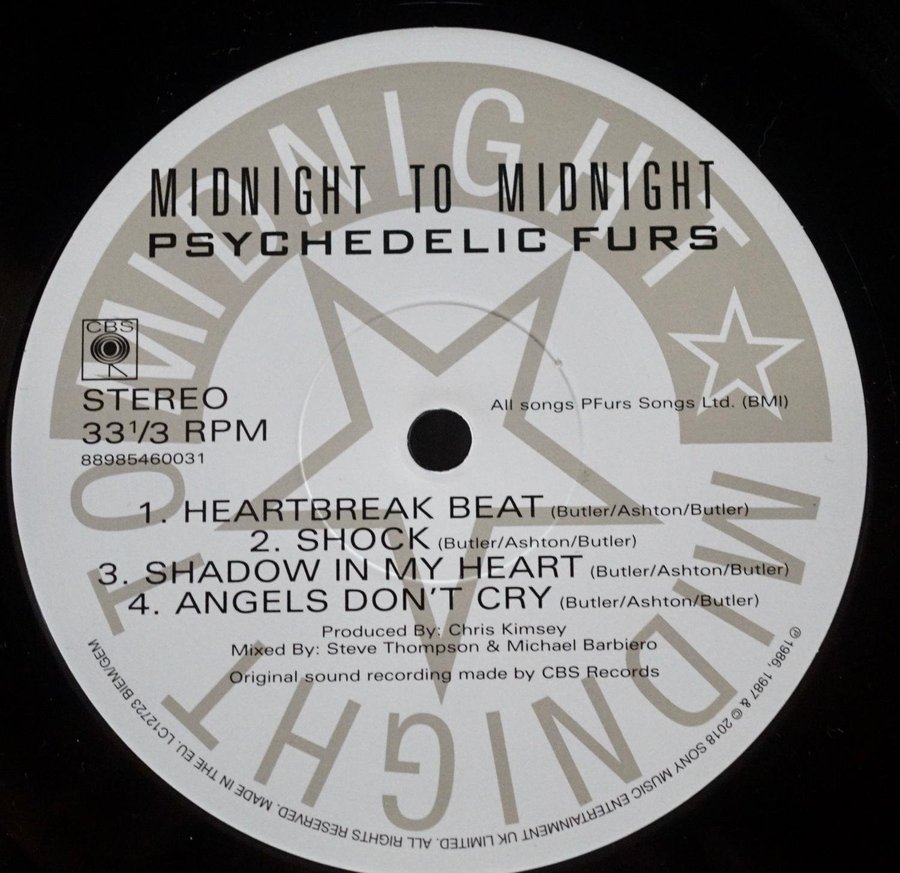 MIDNIGHT TO MIDNIGHT
MIDNIGHT TO MIDNIGHT
PSYCHEDELIC FURS
CBS
STEREO
33 1/3 RPM
88985460031
All songs PFurs Songs Ltd. (BMI)
1. HEARTBREAK BEAT (Butler/Ashton/Butler)
2. SHOCK (Butler/Ashton/Butler)
3. SHADOW IN MY HEART (Butler/Ashton/Butler)
4. ANGELS DON'T CRY (Butler/Ashton/Butler)
Produced By: Chris Kimsey
Mixed By: Steve Thompson & Michael Barbiero
Original sound recording made by CBS Records
℗ 1986, 1987 & © 2018 SONY MUSIC ENTERTAINMENT UK LIMITED. ALL RIGHTS RESERVED. MADE IN THE EU. LC12723 BIEM/GEM